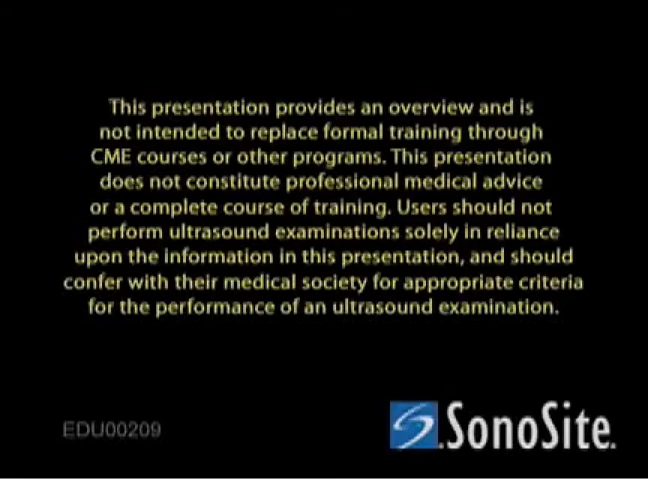 This presentation provides an overview and is
not intended to replace formal training through
CME courses or other programs. This presentation
does not constitute professional medical advice
or a complete course of training. Users should not
perform ultrasound examinations solely in reliance
upon the information in this presentation, and should
confer with their medical society for appropriate criteria
for the performance of an ultrasound examination.
EDU00209
SonoSite.